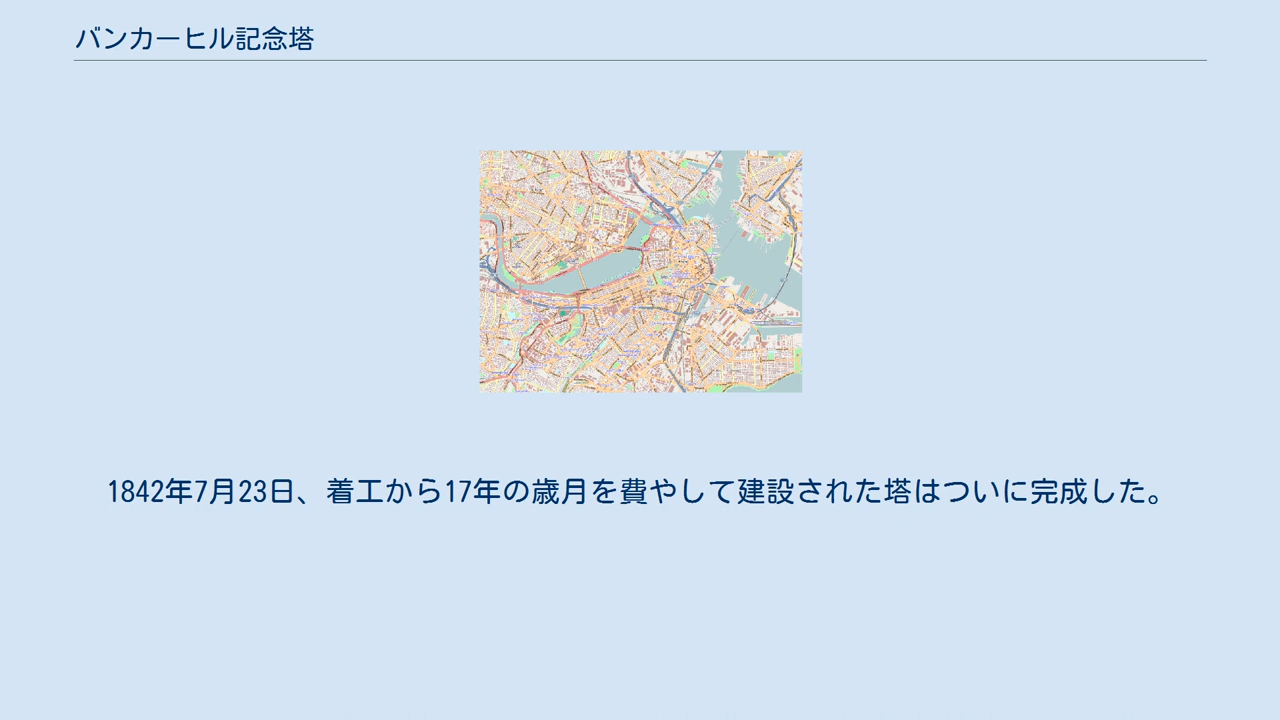 バンカーヒル記念塔
1842年7月23日、着工から17年の歳月を費やして建設された塔はついに完成した。